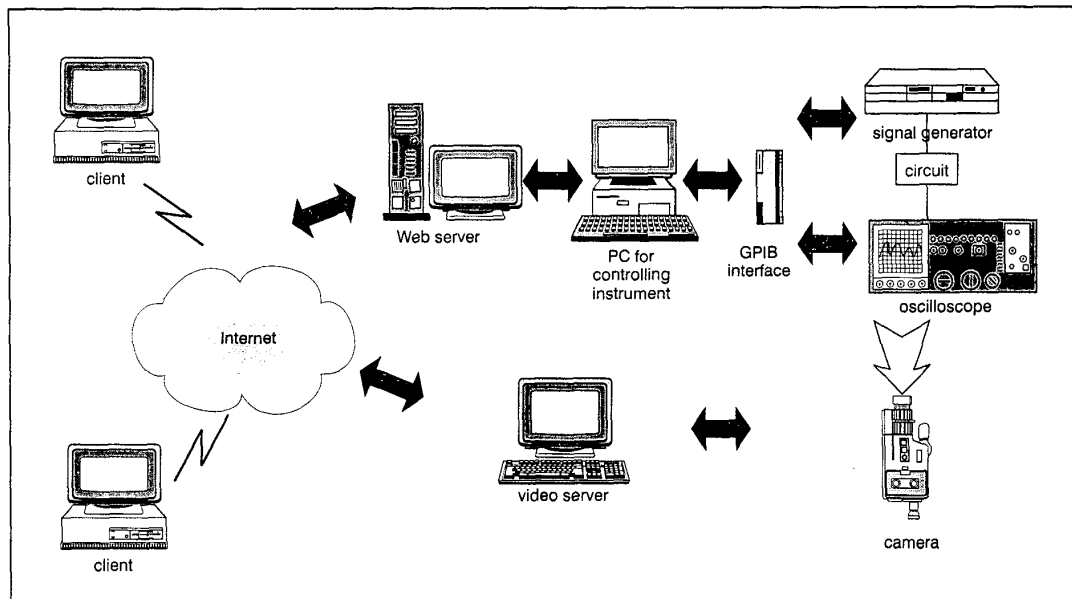 client
Web server
PC for
controlling
instrument
GPIB
interface
signal generator
circuit
oscilloscope
Internet
video server
camera
client